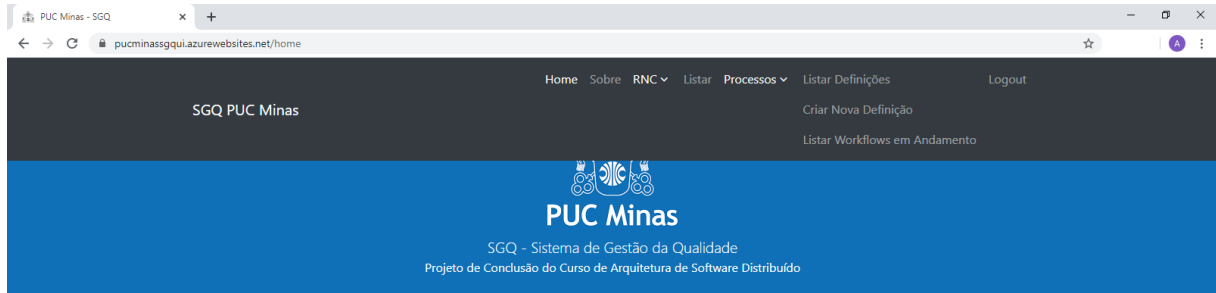 PUC Minas - SGQ
pucminassgqui.azurewebsites.net/home
A
Home Sobre RNC Listar Processos Listar Definições Logout
SGQ PUC Minas
Criar Nova Definição
Listar Workflows em Andamento
PUC Minas
SGQ - Sistema de Gestão da Qualidade
Projeto de Conclusão do Curso de Arquitetura de Software Distribuído